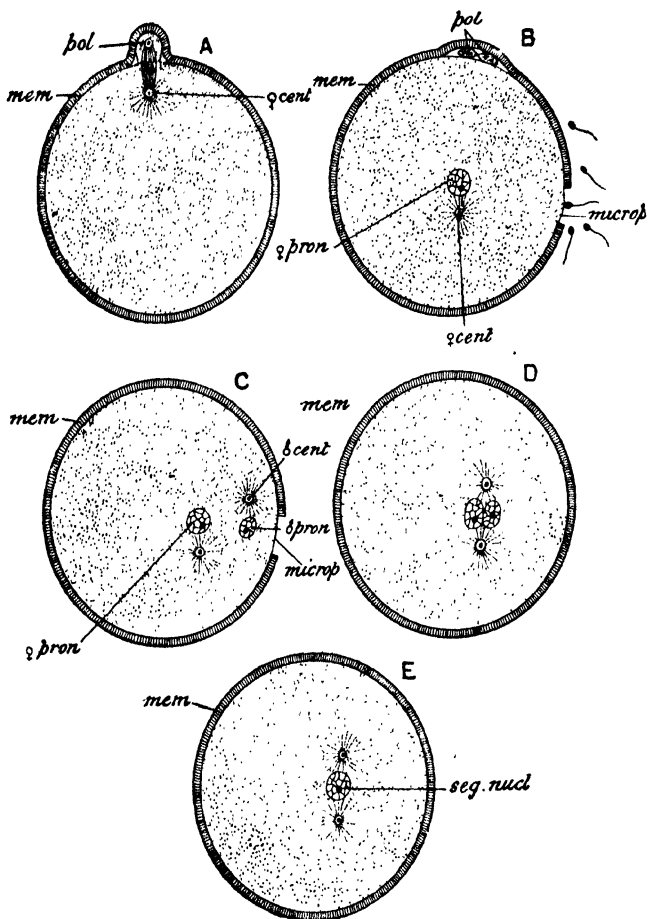 pol
A
mem
♀cent
pol
B
mem
microp
♀pron
♀cent
C
mem
♂cent
♂pron
microp
♀pron
D
mem
E
mem
seg.nucl